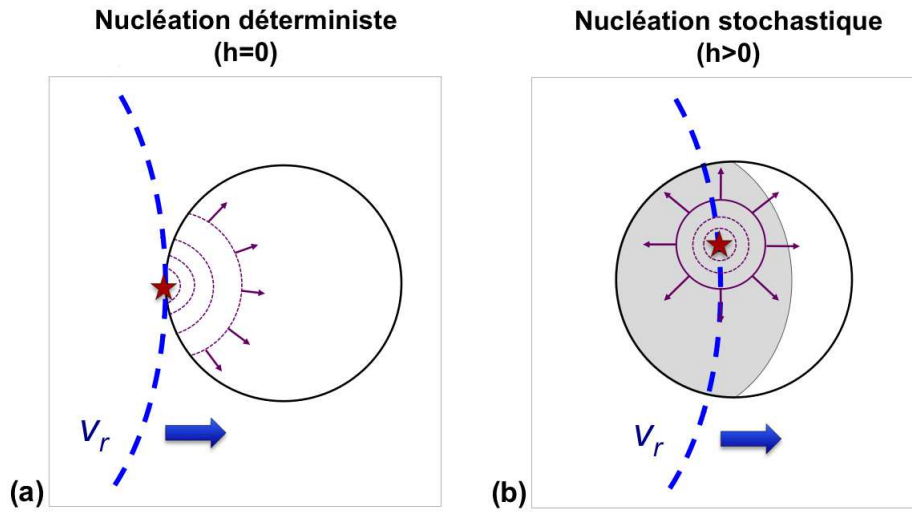 Nucléation déterministe
(h=0)
Nucléation stochastique
(h>0)
v_r
v_r
(a)
(b)